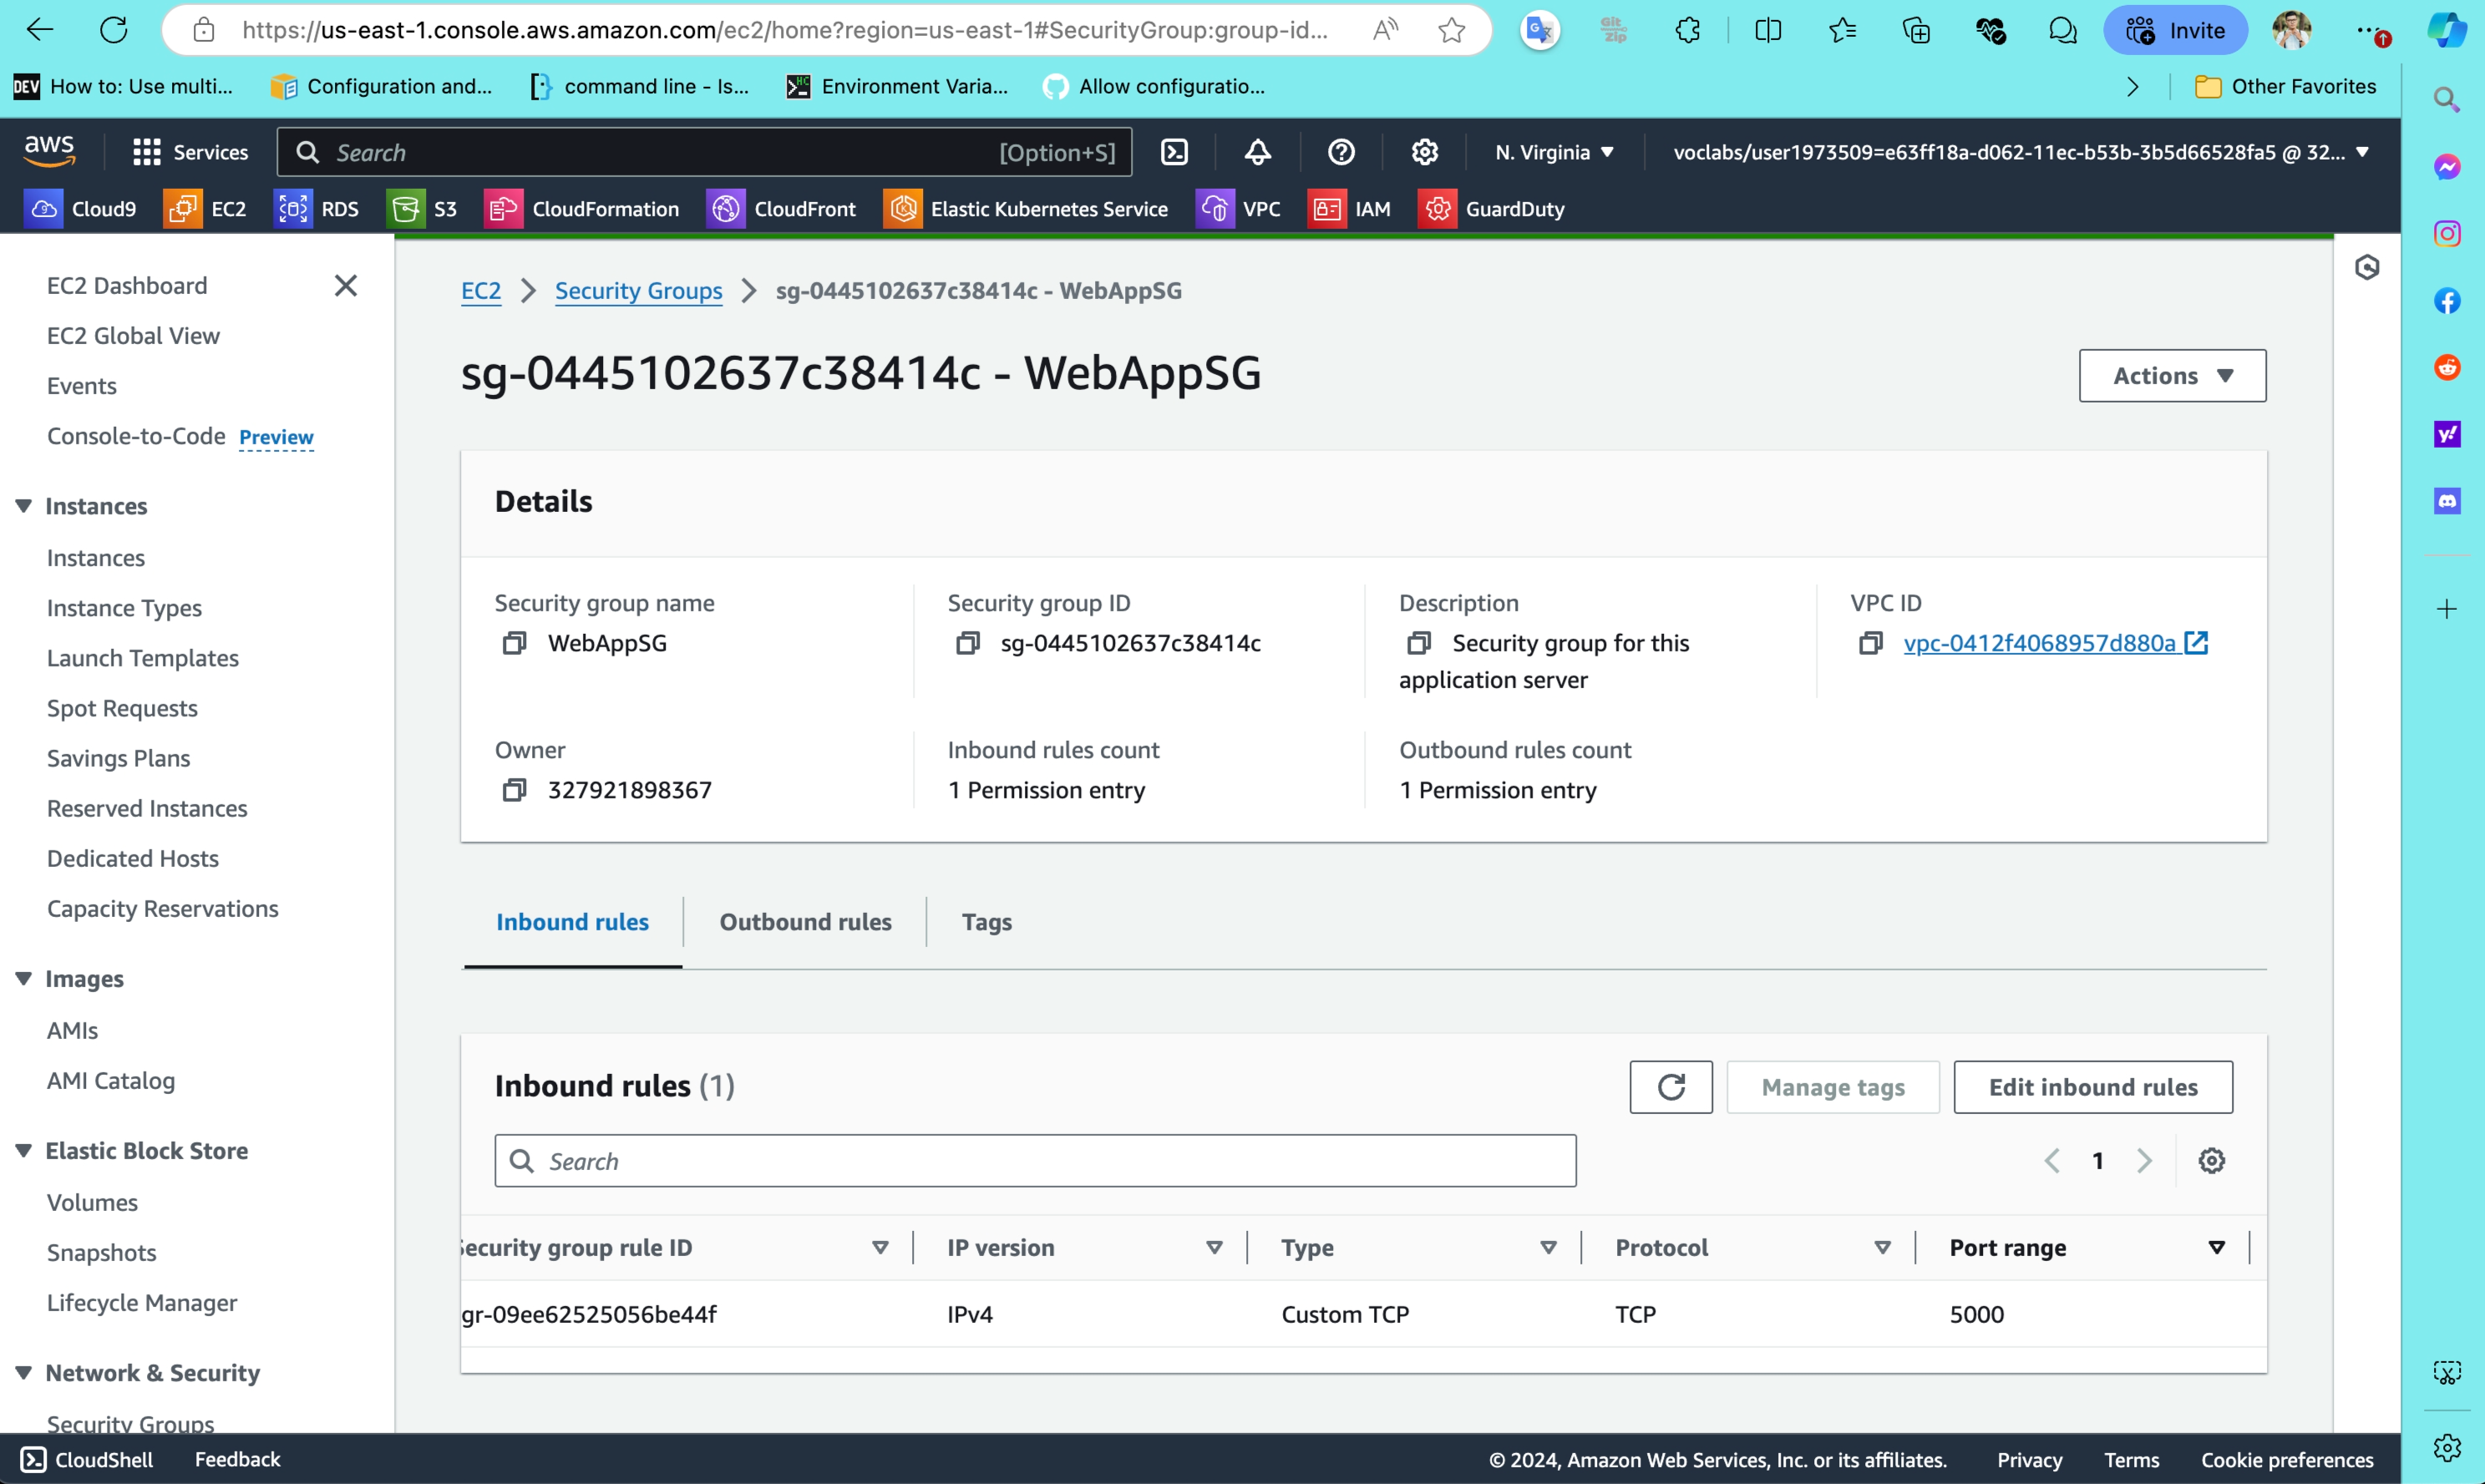 https://us-east-1.console.aws.amazon.com/ec2/home?region=us-east-1#SecurityGroup:group-id...
Invite
DEV How to: Use multi...
Configuration and...
command line - Is...
Environment Varia...
Allow configuratio...
Other Favorites
aws
Services
Search
[Option+S]
N. Virginia
voclabs/user1973509=e63ff18a-d062-11ec-b53b-3b5d66528fa5 @ 32...
Cloud9
EC2
RDS
S3
CloudFormation
CloudFront
Elastic Kubernetes Service
VPC
IAM
GuardDuty
EC2 Dashboard
EC2 Global View
Events
Console-to-Code Preview
Instances
Instances
Instance Types
Launch Templates
Spot Requests
Savings Plans
Reserved Instances
Dedicated Hosts
Capacity Reservations
Images
AMIs
AMI Catalog
Elastic Block Store
Volumes
Snapshots
Lifecycle Manager
Network & Security
Security Groups
EC2 > Security Groups > sg-0445102637c38414c - WebAppSG
sg-0445102637c38414c - WebAppSG
Actions
Details
Security group name
WebAppSG
Security group ID
sg-0445102637c38414c
Description
Security group for this
application server
VPC ID
vpc-0412f4068957d880a
Owner
327921898367
Inbound rules count
1 Permission entry
Outbound rules count
1 Permission entry
Inbound rules
Outbound rules
Tags
Inbound rules (1)
Manage tags
Edit inbound rules
Search
1
Security group rule ID
IP version
Type
Protocol
Port range
gr-09ee62525056be44f
IPv4
Custom TCP
TCP
5000
CloudShell
Feedback
© 2024, Amazon Web Services, Inc. or its affiliates.
Privacy
Terms
Cookie preferences